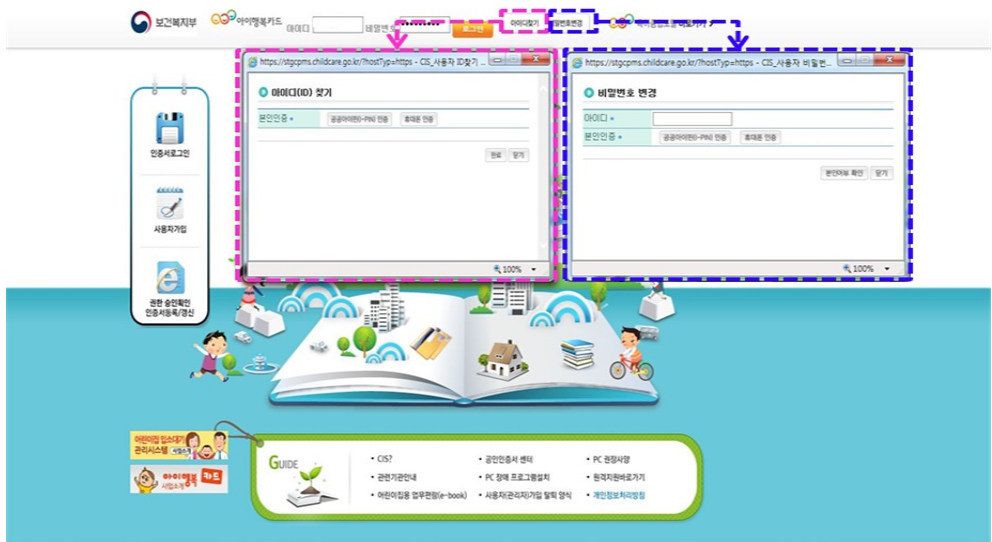 보건복지부
아이행복카드
아이디
비밀번호
로그인
아이디찾기
비밀번호변경
바로가기
https://stgcpms.childcare.go.kr/?hostTyp=https - CIS_사용자 ID찾기 ...
아이디(ID) 찾기
본인인증
공공아이핀(I-PIN) 인증
휴대폰 인증
완료
닫기
100%
https://stgcpms.childcare.go.kr/?hostTyp=https - CIS_사용자 비밀번...
비밀번호 변경
아이디
본인인증
공공아이핀(I-PIN) 인증
휴대폰 인증
본인여부 확인
닫기
100%
인증서로그인
사용자가입
권한 승인확인
인증서등록/갱신
어린이집 입소대기
관리시스템 사업소개
아이행복 카드
사업소개
GUIDE
• CIS?
• 관련기관안내
• 어린이집용 업무편람(e-book)
• 공인인증서 센터
• PC 장애 프로그램설치
• 사용자(관리자)가입 탈퇴 양식
• PC 권장사양
• 원격지원바로가기
• 개인정보처리방침